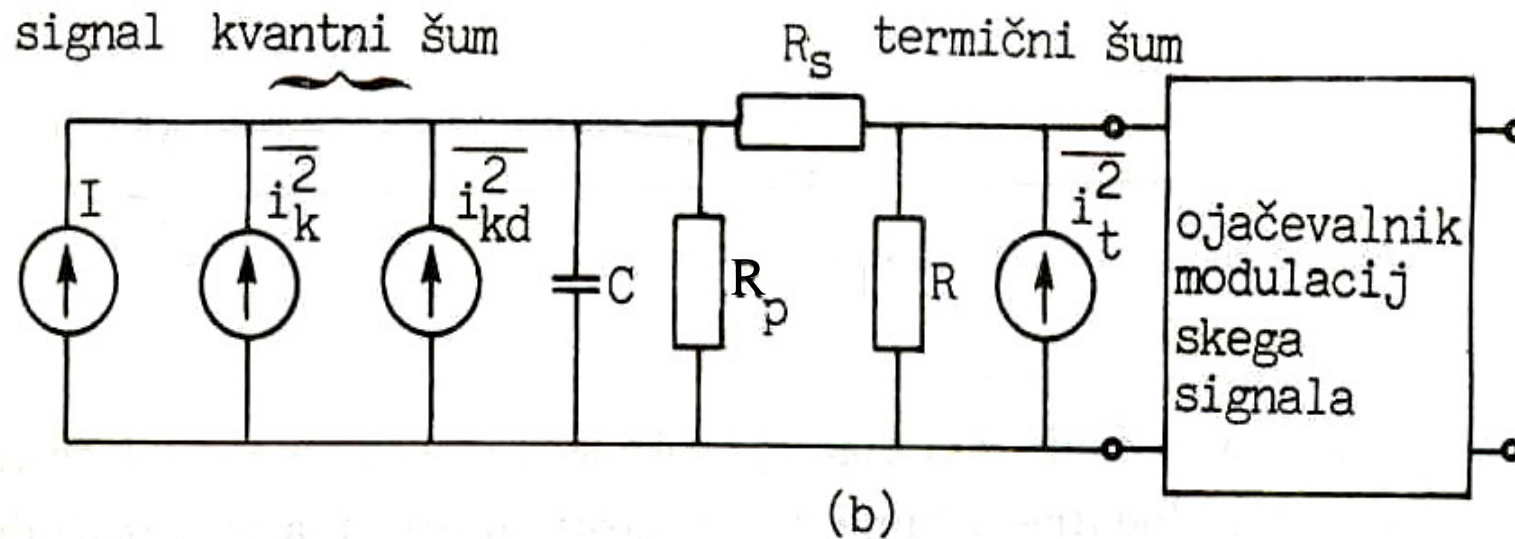 signal kvantni šum R_s termični šum
I i_k^2 i_kd^2 C R_p R i_t^2
ojačevalnik
modulacij
skega
signala
(b)